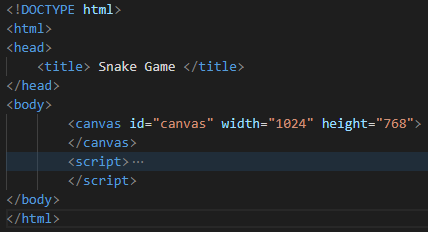 <!DOCTYPE html>
<html>
<head>
    <title> Snake Game </title>
</head>
<body>
        <canvas id="canvas" width="1024" height="768">
        </canvas>
        <script>⋯
        </script>
</body>
</html>